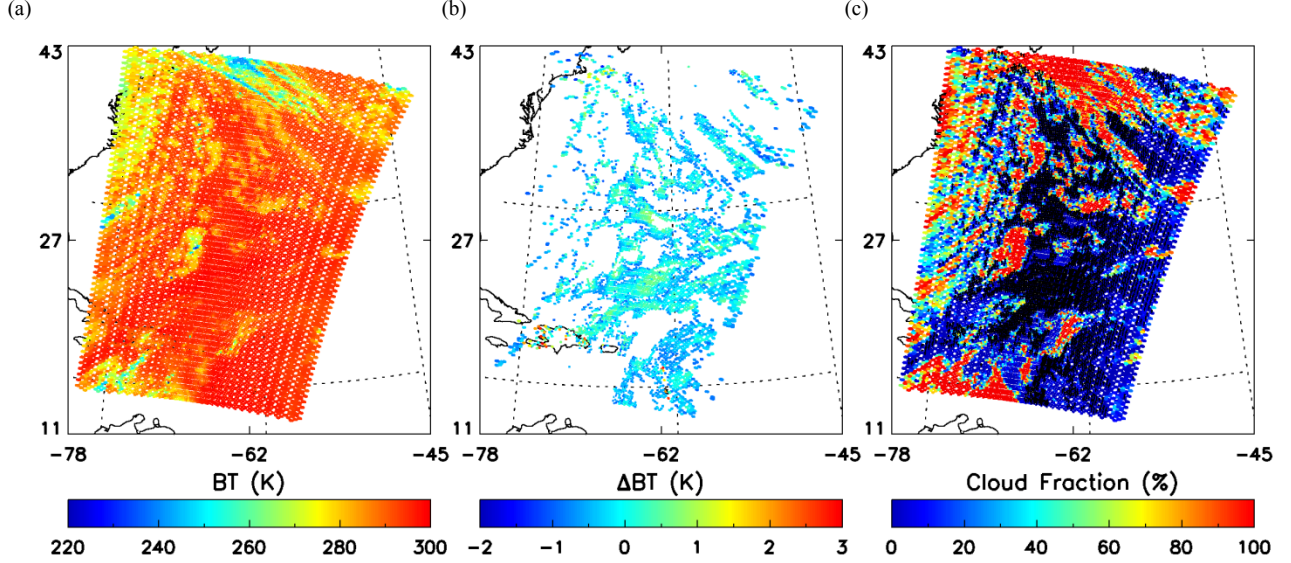 (a) (b) (c)
43 43 43
27 27 27
11 11 11
−78 −62 −45 −78 −62 −45 −78 −62 −45
BT (K) ΔBT (K) Cloud Fraction (%)
220 240 260 280 300 −2 −1 0 1 2 3 0 20 40 60 80 100